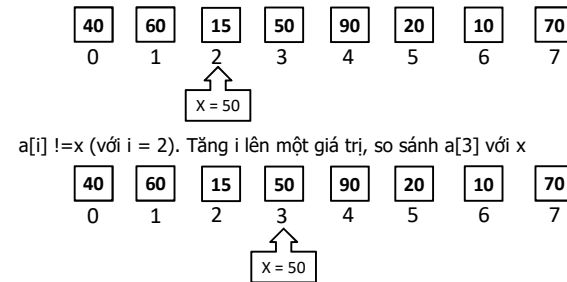 40 60 15 50 90 20 10 70
0 1 2 3 4 5 6 7
X = 50
a[i] !=x (với i = 2). Tăng i lên một giá trị, so sánh a[3] với x
40 60 15 50 90 20 10 70
0 1 2 3 4 5 6 7
X = 50